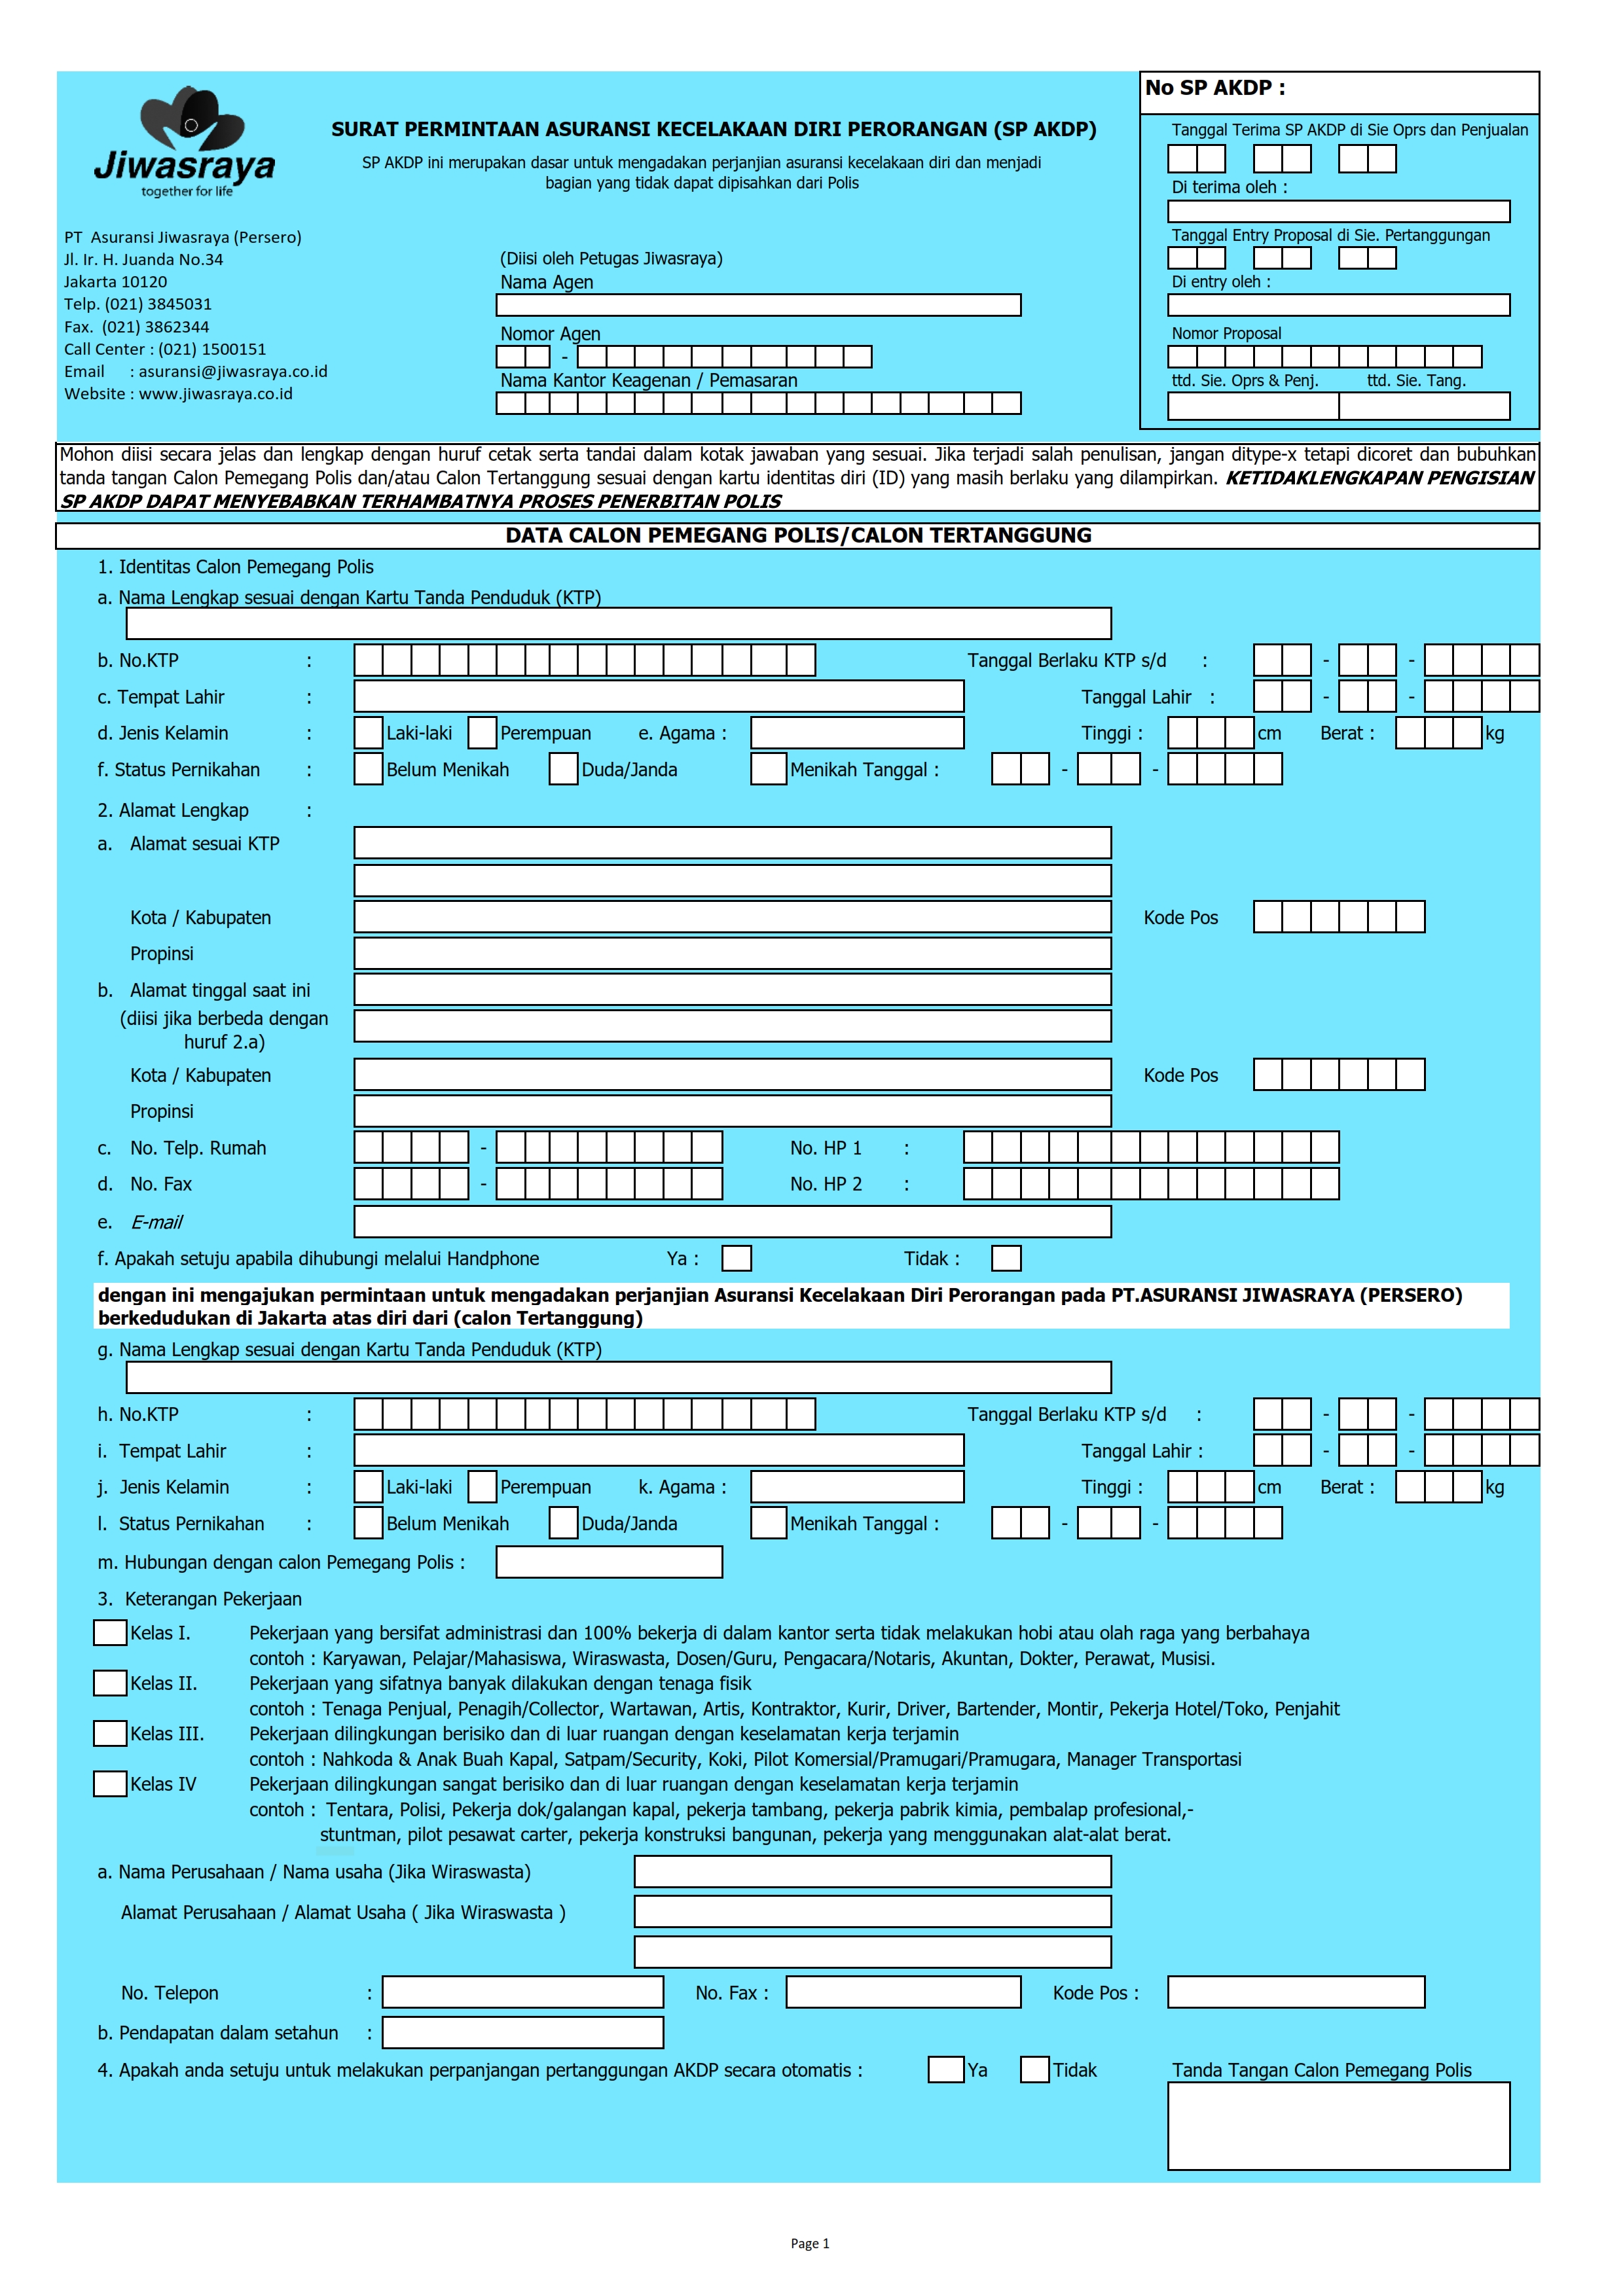 No SP AKDP :
Jiwasraya
together for life
SURAT PERMINTAAN ASURANSI KECELAKAAN DIRI PERORANGAN (SP AKDP)
SP AKDP ini merupakan dasar untuk mengadakan perjanjian asuransi kecelakaan diri dan menjadi
bagian yang tidak dapat dipisahkan dari Polis
Tanggal Terima SP AKDP di Sie Oprs dan Penjualan
Di terima oleh :
Tanggal Entry Proposal di Sie. Pertanggungan
Di entry oleh :
Nomor Proposal
ttd. Sie. Oprs & Penj. ttd. Sie. Tang.
PT Asuransi Jiwasraya (Persero)
Jl. Ir. H. Juanda No.34
Jakarta 10120
Telp. (021) 3845031
Fax. (021) 3862344
Call Center : (021) 1500151
Email : asuransi@jiwasraya.co.id
Website : www.jiwasraya.co.id
(Diisi oleh Petugas Jiwasraya)
Nama Agen
Nomor Agen
-
Nama Kantor Keagenan / Pemasaran
Mohon diisi secara jelas dan lengkap dengan huruf cetak serta tandai dalam kotak jawaban yang sesuai. Jika terjadi salah penulisan, jangan ditype-x tetapi dicoret dan bubuhkan
tanda tangan Calon Pemegang Polis dan/atau Calon Tertanggung sesuai dengan kartu identitas diri (ID) yang masih berlaku yang dilampirkan. KETIDAKLENGKAPAN PENGISIAN
SP AKDP DAPAT MENYEBABKAN TERHAMBATNYA PROSES PENERBITAN POLIS
DATA CALON PEMEGANG POLIS/CALON TERTANGGUNG
1. Identitas Calon Pemegang Polis
a. Nama Lengkap sesuai dengan Kartu Tanda Penduduk (KTP)
b. No.KTP : Tanggal Berlaku KTP s/d : - -
c. Tempat Lahir : Tanggal Lahir : - -
d. Jenis Kelamin : Laki-laki Perempuan e. Agama : Tinggi : cm Berat : kg
f. Status Pernikahan : Belum Menikah Duda/Janda Menikah Tanggal : - -
2. Alamat Lengkap :
a. Alamat sesuai KTP
Kota / Kabupaten Kode Pos
Propinsi
b. Alamat tinggal saat ini
(diisi jika berbeda dengan
huruf 2.a)
Kota / Kabupaten Kode Pos
Propinsi
c. No. Telp. Rumah - No. HP 1 :
d. No. Fax - No. HP 2 :
e. E-mail
f. Apakah setuju apabila dihubungi melalui Handphone Ya : Tidak :
dengan ini mengajukan permintaan untuk mengadakan perjanjian Asuransi Kecelakaan Diri Perorangan pada PT.ASURANSI JIWASRAYA (PERSERO)
berkedudukan di Jakarta atas diri dari (calon Tertanggung)
g. Nama Lengkap sesuai dengan Kartu Tanda Penduduk (KTP)
h. No.KTP : Tanggal Berlaku KTP s/d : - -
i. Tempat Lahir : Tanggal Lahir : - -
j. Jenis Kelamin : Laki-laki Perempuan k. Agama : Tinggi : cm Berat : kg
l. Status Pernikahan : Belum Menikah Duda/Janda Menikah Tanggal : - -
m. Hubungan dengan calon Pemegang Polis :
3. Keterangan Pekerjaan
Kelas I. Pekerjaan yang bersifat administrasi dan 100% bekerja di dalam kantor serta tidak melakukan hobi atau olah raga yang berbahaya
contoh : Karyawan, Pelajar/Mahasiswa, Wiraswasta, Dosen/Guru, Pengacara/Notaris, Akuntan, Dokter, Perawat, Musisi.
Kelas II. Pekerjaan yang sifatnya banyak dilakukan dengan tenaga fisik
contoh : Tenaga Penjual, Penagih/Collector, Wartawan, Artis, Kontraktor, Kurir, Driver, Bartender, Montir, Pekerja Hotel/Toko, Penjahit
Kelas III. Pekerjaan dilingkungan berisiko dan di luar ruangan dengan keselamatan kerja terjamin
contoh : Nahkoda & Anak Buah Kapal, Satpam/Security, Koki, Pilot Komersial/Pramugari/Pramugara, Manager Transportasi
Kelas IV Pekerjaan dilingkungan sangat berisiko dan di luar ruangan dengan keselamatan kerja terjamin
contoh : Tentara, Polisi, Pekerja dok/galangan kapal, pekerja tambang, pekerja pabrik kimia, pembalap profesional,-
stuntman, pilot pesawat carter, pekerja konstruksi bangunan, pekerja yang menggunakan alat-alat berat.
a. Nama Perusahaan / Nama usaha (Jika Wiraswasta)
Alamat Perusahaan / Alamat Usaha ( Jika Wiraswasta )
No. Telepon : No. Fax : Kode Pos :
b. Pendapatan dalam setahun :
4. Apakah anda setuju untuk melakukan perpanjangan pertanggungan AKDP secara otomatis : Ya Tidak Tanda Tangan Calon Pemegang Polis
Page 1